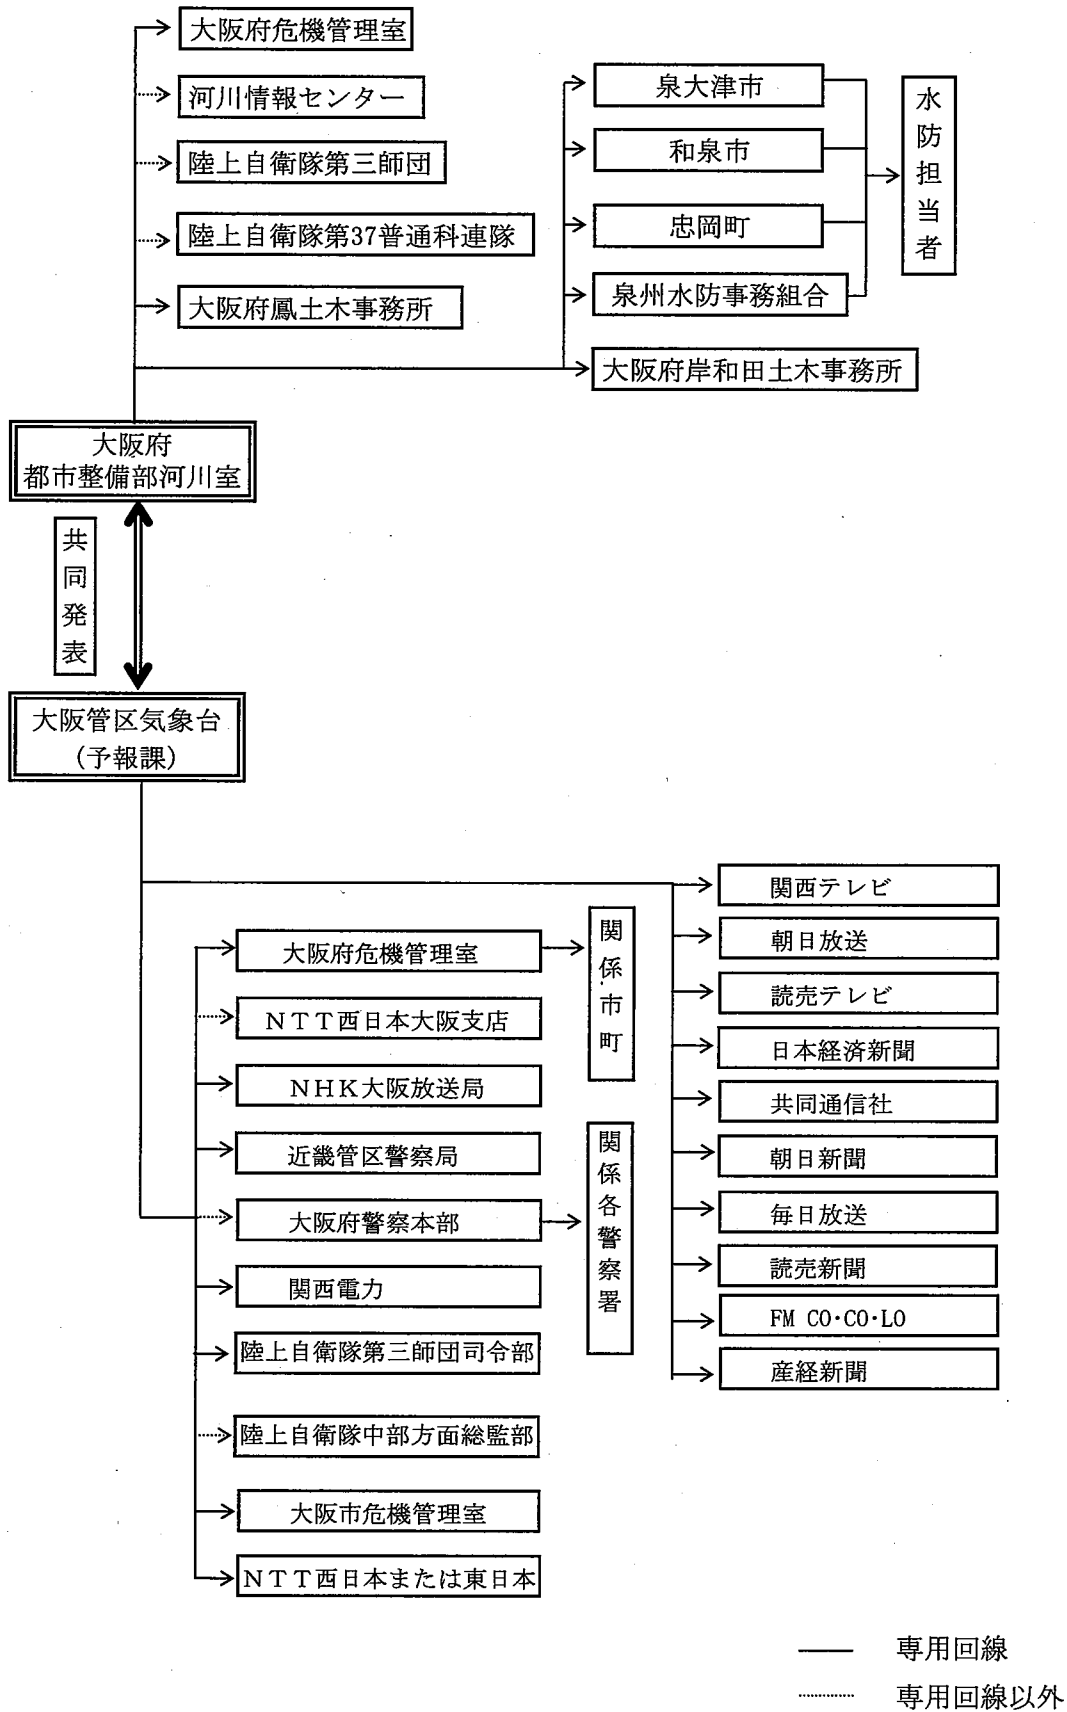 大阪府危機管理室
河川情報センター
陸上自衛隊第三師団
陸上自衛隊第37普通科連隊
大阪府鳳土木事務所
泉大津市
和泉市
忠岡町
泉州水防事務組合
大阪府岸和田土木事務所
水防担当者
大阪府
都市整備部河川室
共同発表
大阪管区気象台
(予報課)
大阪府危機管理室
NTT西日本大阪支店
NHK大阪放送局
近畿管区警察局
大阪府警察本部
関西電力
陸上自衛隊第三師団司令部
陸上自衛隊中部方面総監部
大阪市危機管理室
NTT西日本または東日本
関係市町
関係各警察署
関西テレビ
朝日放送
読売テレビ
日本経済新聞
共同通信社
朝日新聞
毎日放送
読売新聞
FM CO・CO・LO
産経新聞
専用回線
専用回線以外